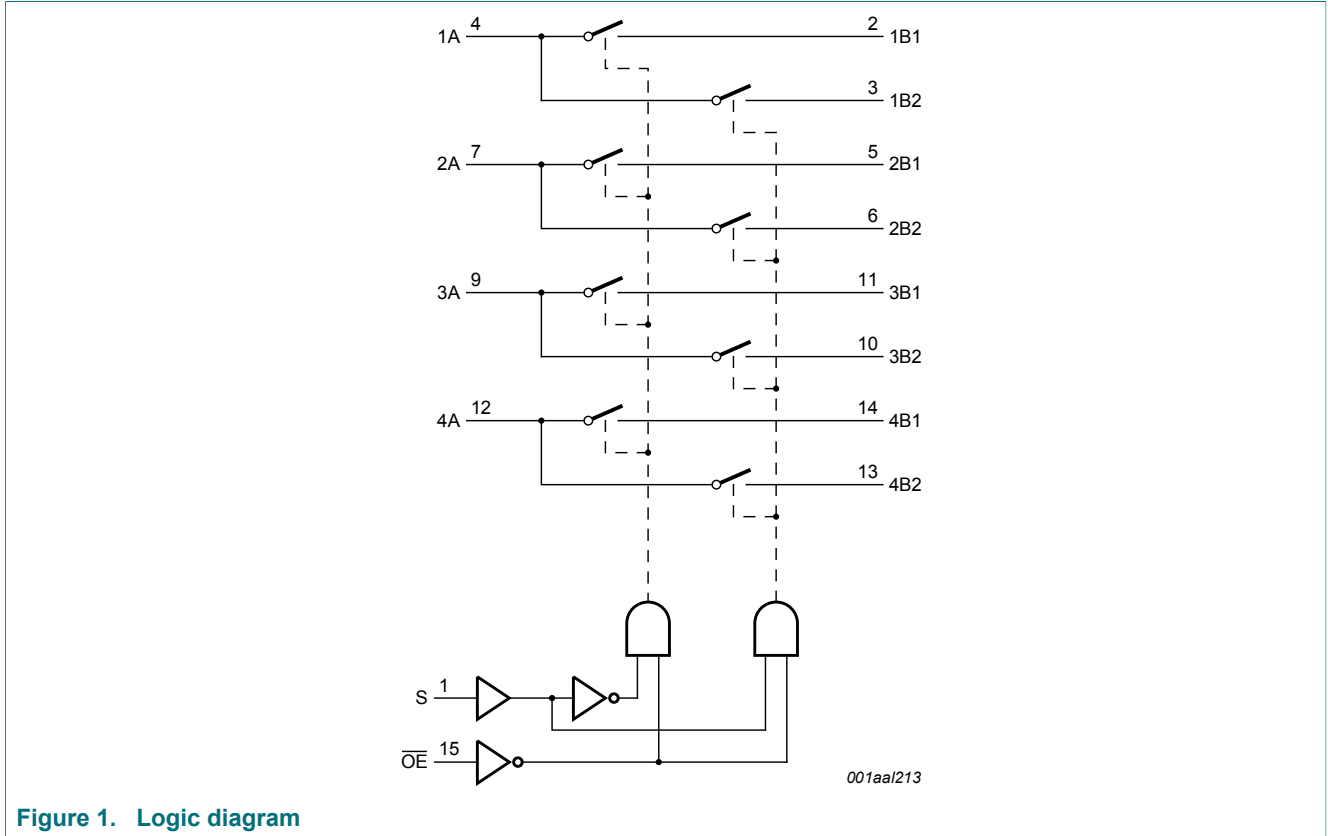 1A 4 2 1B1
3 1B2
2A 7 5 2B1
6 2B2
3A 9 11 3B1
10 3B2
4A 12 14 4B1
13 4B2
S 1
OE 15
001aal213
Figure 1. Logic diagram